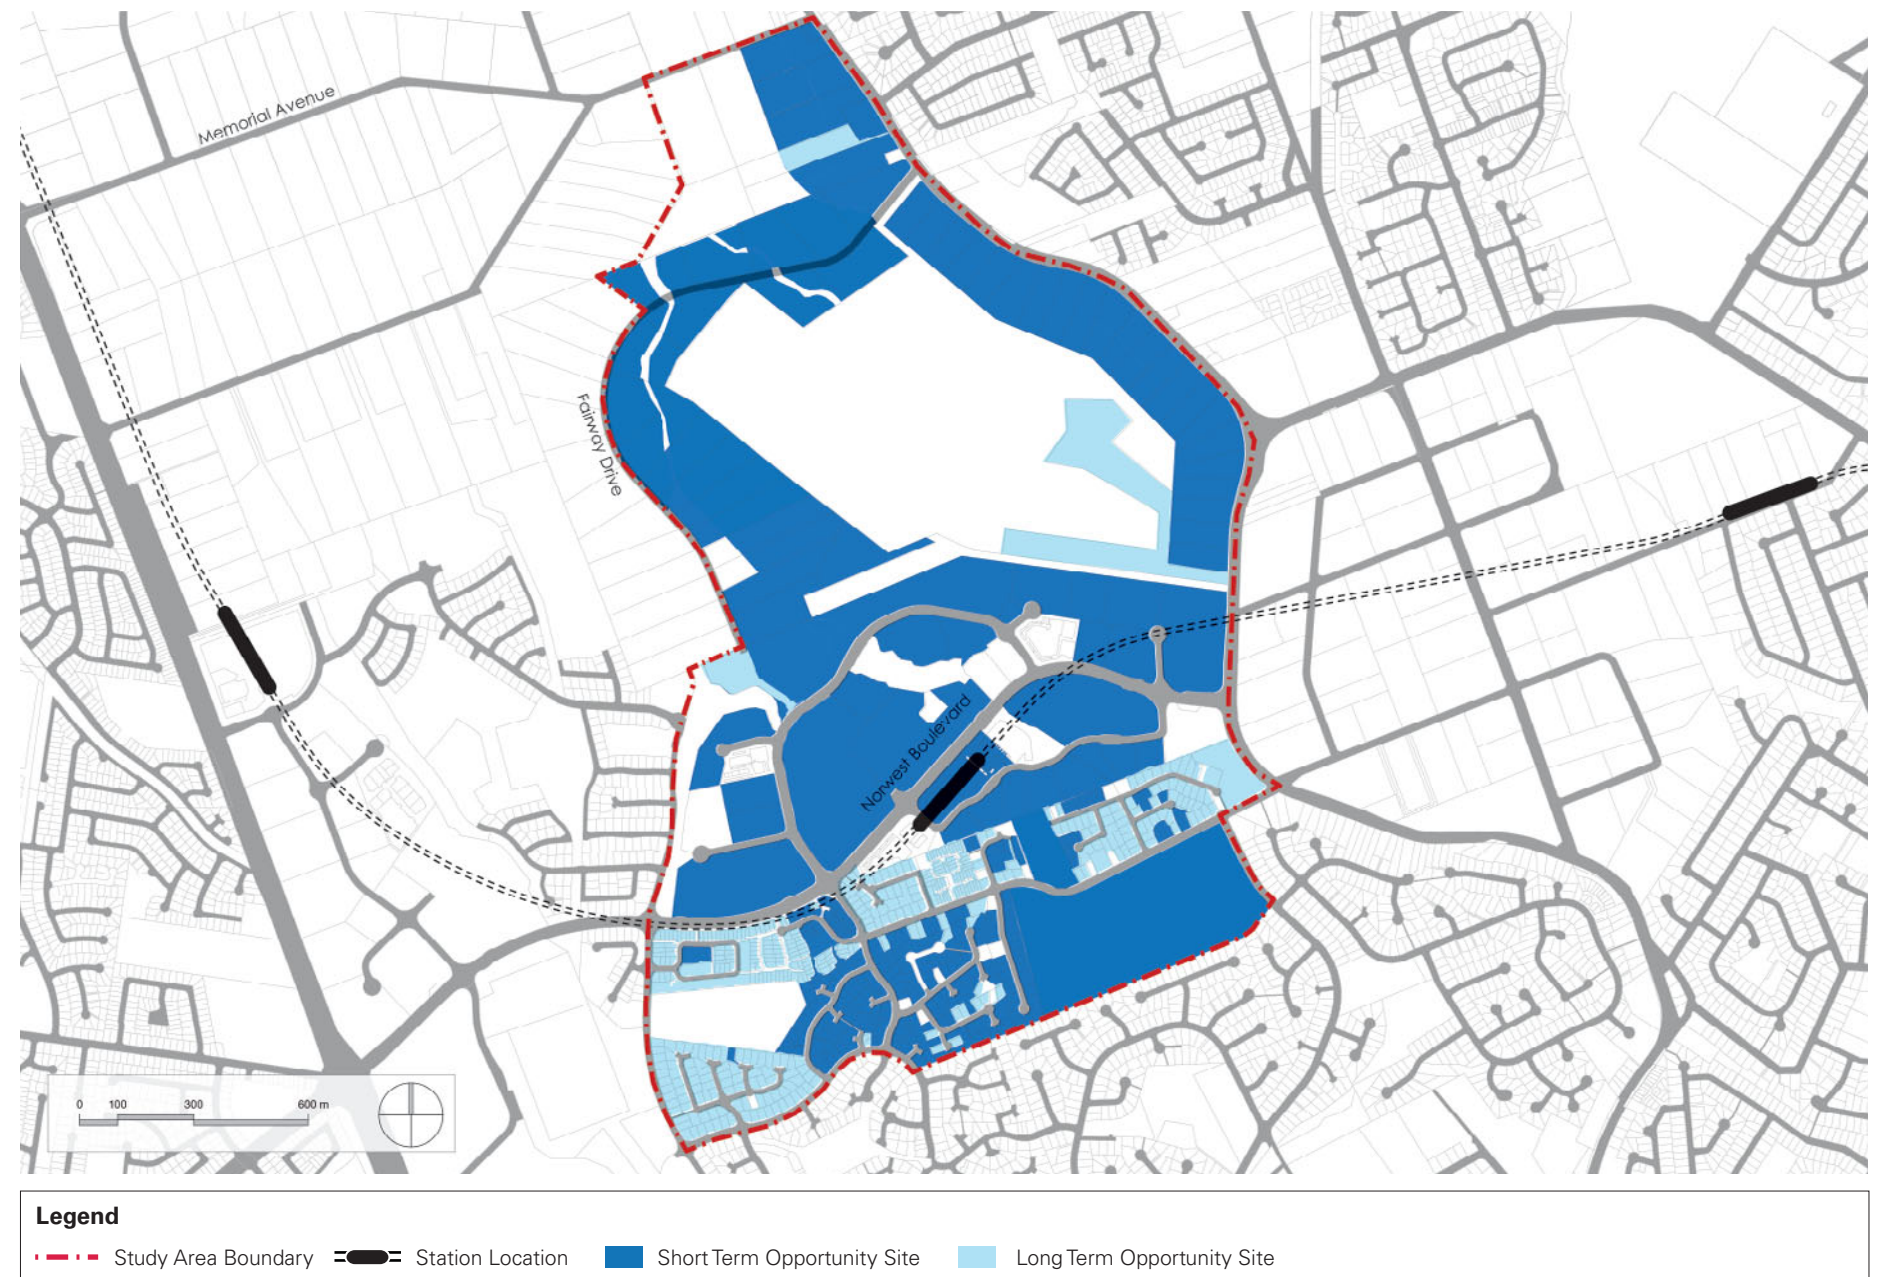 Memorial Avenue
Fairway Drive
Norwest Boulevard
0 100 300 600 m
Legend
Study Area Boundary Station Location Short Term Opportunity Site Long Term Opportunity Site